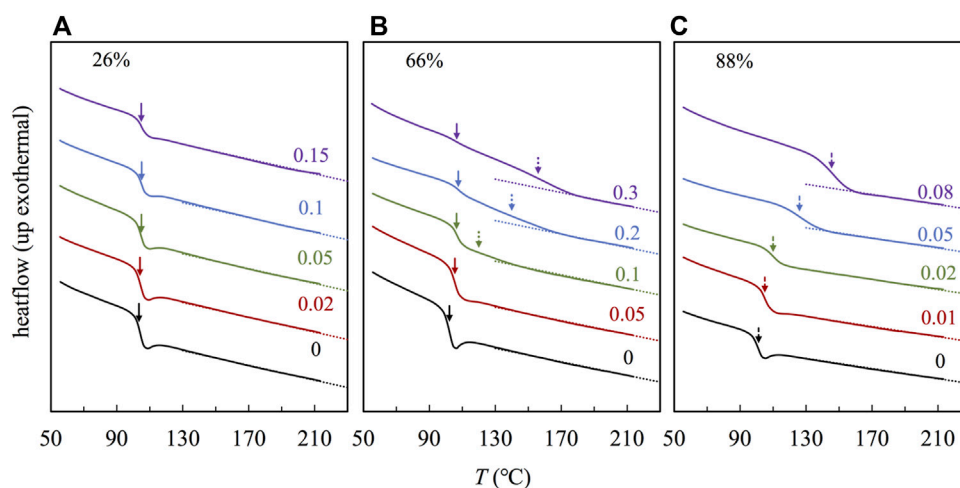 A B C
26% 66% 88%
0.15 0.3 0.08
0.1 0.2 0.05
0.05 0.1 0.02
0.02 0.05 0.01
0 0 0
heatflow (up exothermal)
50 90 130 170 210 50 90 130 170 210 50 90 130 170 210
T (°C)